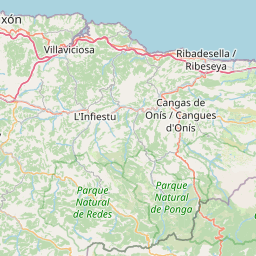 xón
Villaviciosa
Ribadesella /
Ribeseya
L'Infiestu
Cangas de
Onís / Cangues
d'Onís
Parque
Natural
de Redes
Parque
Natural
de Ponga